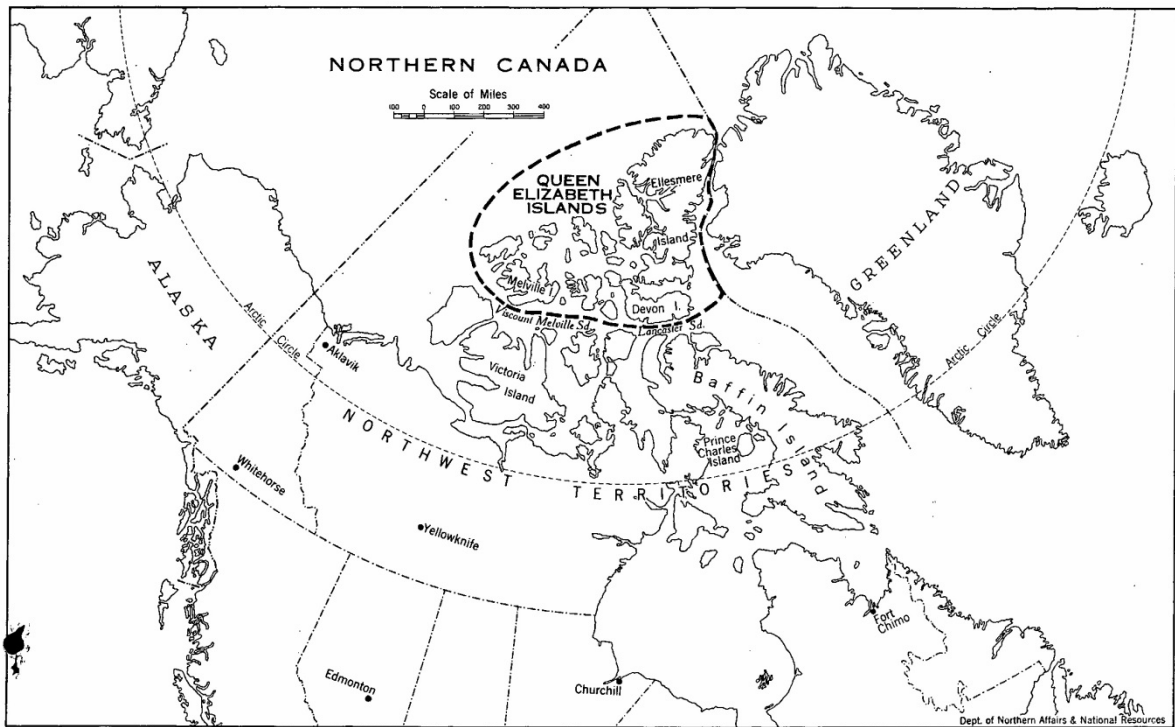 NORTHERN CANADA
Scale of Miles
100 0 100 200 300 400
QUEEN
ELIZABETH
ISLANDS
Ellesmere
Island
GREENLAND
ALASKA
Melville I.
Devon I.
Viscount Melville Sd.
Lancaster Sd.
Arctic Circle
Arctic Circle
Aklavik
Victoria
Island
Baffin Island
Prince
Charles
Island
NORTHWEST TERRITORIES
Whitehorse
Yellowknife
Fort
Chimo
Edmonton
Churchill
Dept. of Northern Affairs & National Resources